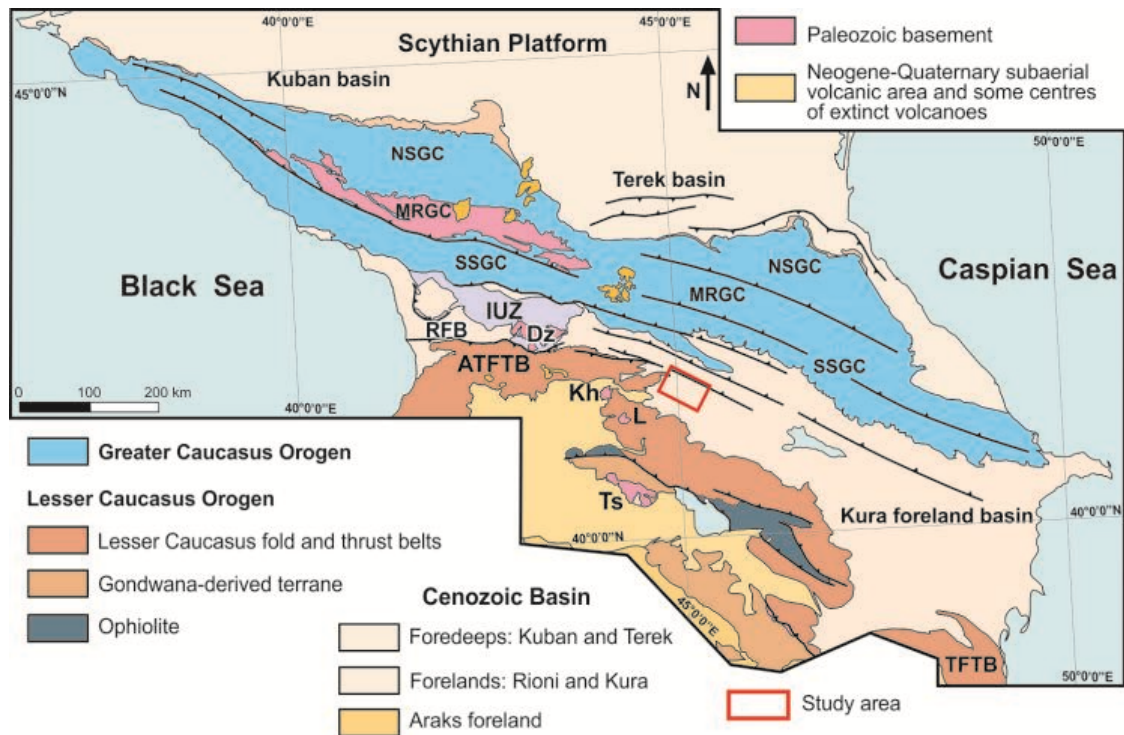 40°0'0"E
45°0'0"E
Scythian Platform
Paleozoic basement
Neogene-Quaternary subaerial
volcanic area and some centres
of extinct volcanoes
N
Kuban basin
45°0'0"N
50°0'0"E
NSGC
Terek basin
MRGC
NSGC
Black Sea
SSGC
Caspian Sea
MRGC
IUZ
RFB
Dž
SSGC
ATFTB
0 100 200 km
40°0'0"E
Kh
L
Greater Caucasus Orogen
Lesser Caucasus Orogen
Ts
Kura foreland basin
40°0'0"N
40°0'0"N
Lesser Caucasus fold and thrust belts
Gondwana-derived terrane
Ophiolite
Cenozoic Basin
45°0'0"E
Foredeeps: Kuban and Terek
TFTB
50°0'0"E
Forelands: Rioni and Kura
Study area
Araks foreland